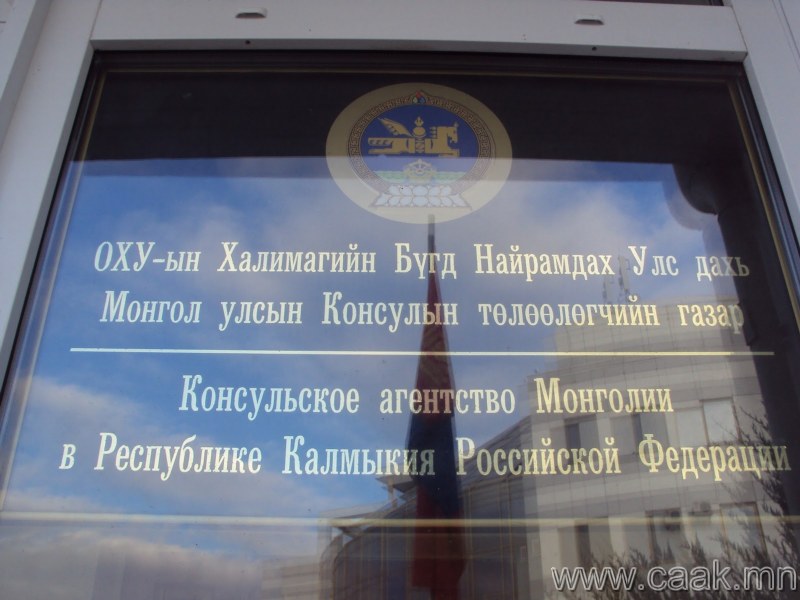 ОХУ-ын Халимагийн Бүгд Найрамдах Улс дахь
Монгол улсын Консулын төлөөлөгчийн газар
Консульское агентство Монголии
в Республике Калмыкия Российской Федерации
www.caak.mn